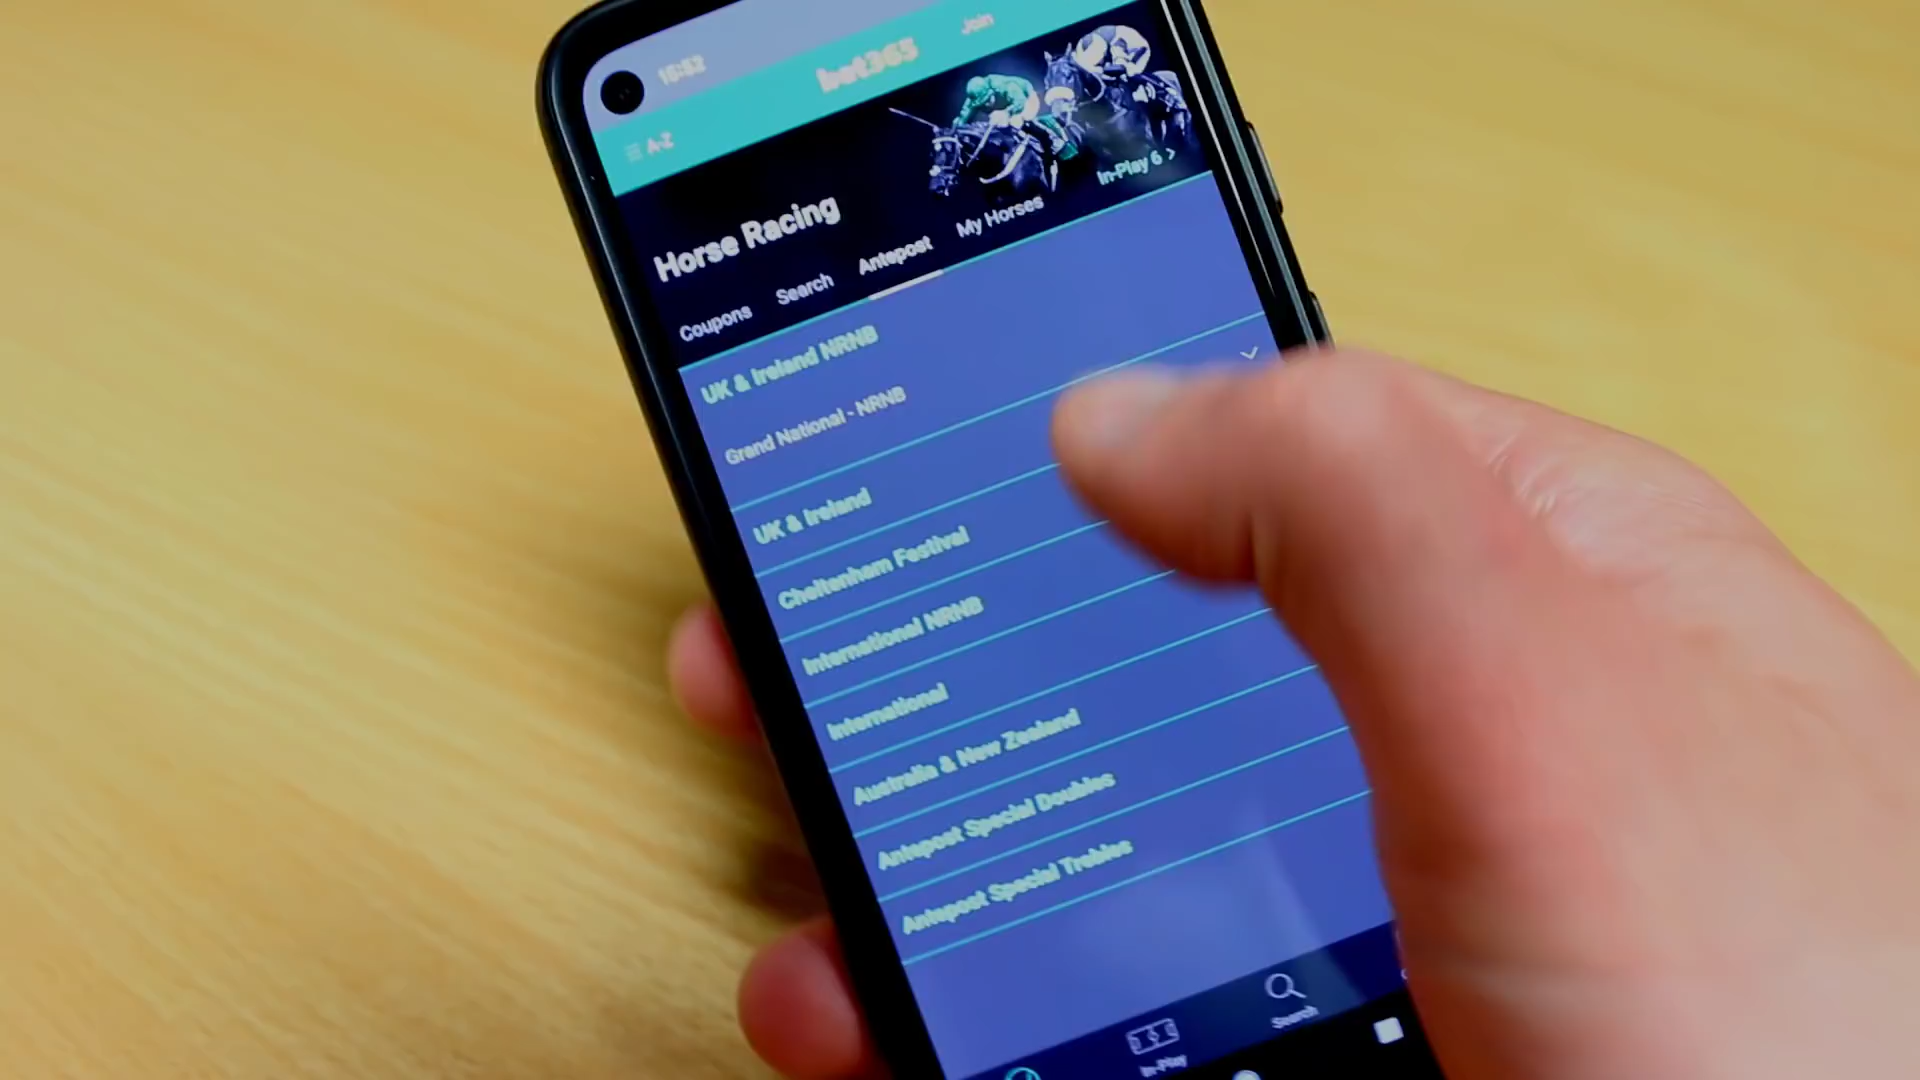 15:52
bet365
Join
A-Z
Horse Racing
In-Play 6
Coupons
Search
Antepost
My Horses
UK & Ireland NRNB
Grand National - NRNB
UK & Ireland
Cheltenham Festival
International NRNB
International
Australia & New Zealand
Antepost Special Doubles
Antepost Special Trebles
In-Play
Search